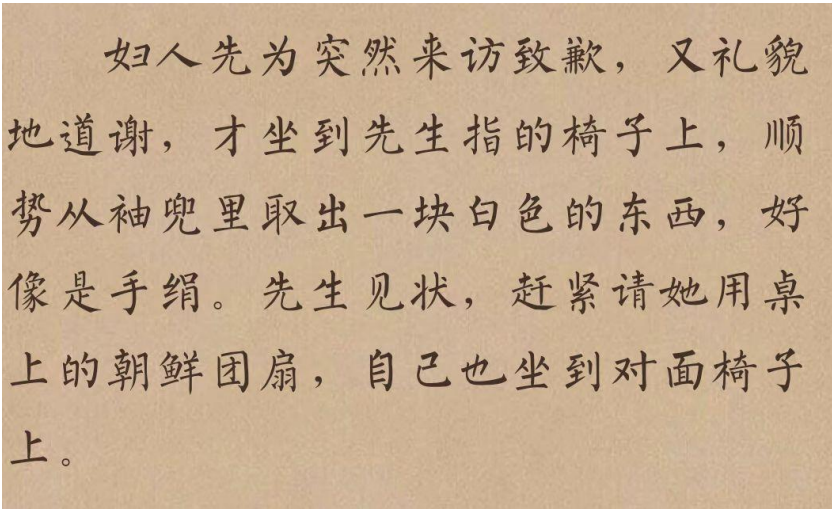 妇人先为突然来访致歉，又礼貌
地道谢，才坐到先生指的椅子上，顺
势从袖兜里取出一块白色的东西，好
像是手绢。先生见状，赶紧请她用桌
上的朝鲜团扇，自己也坐到对面椅子
上。